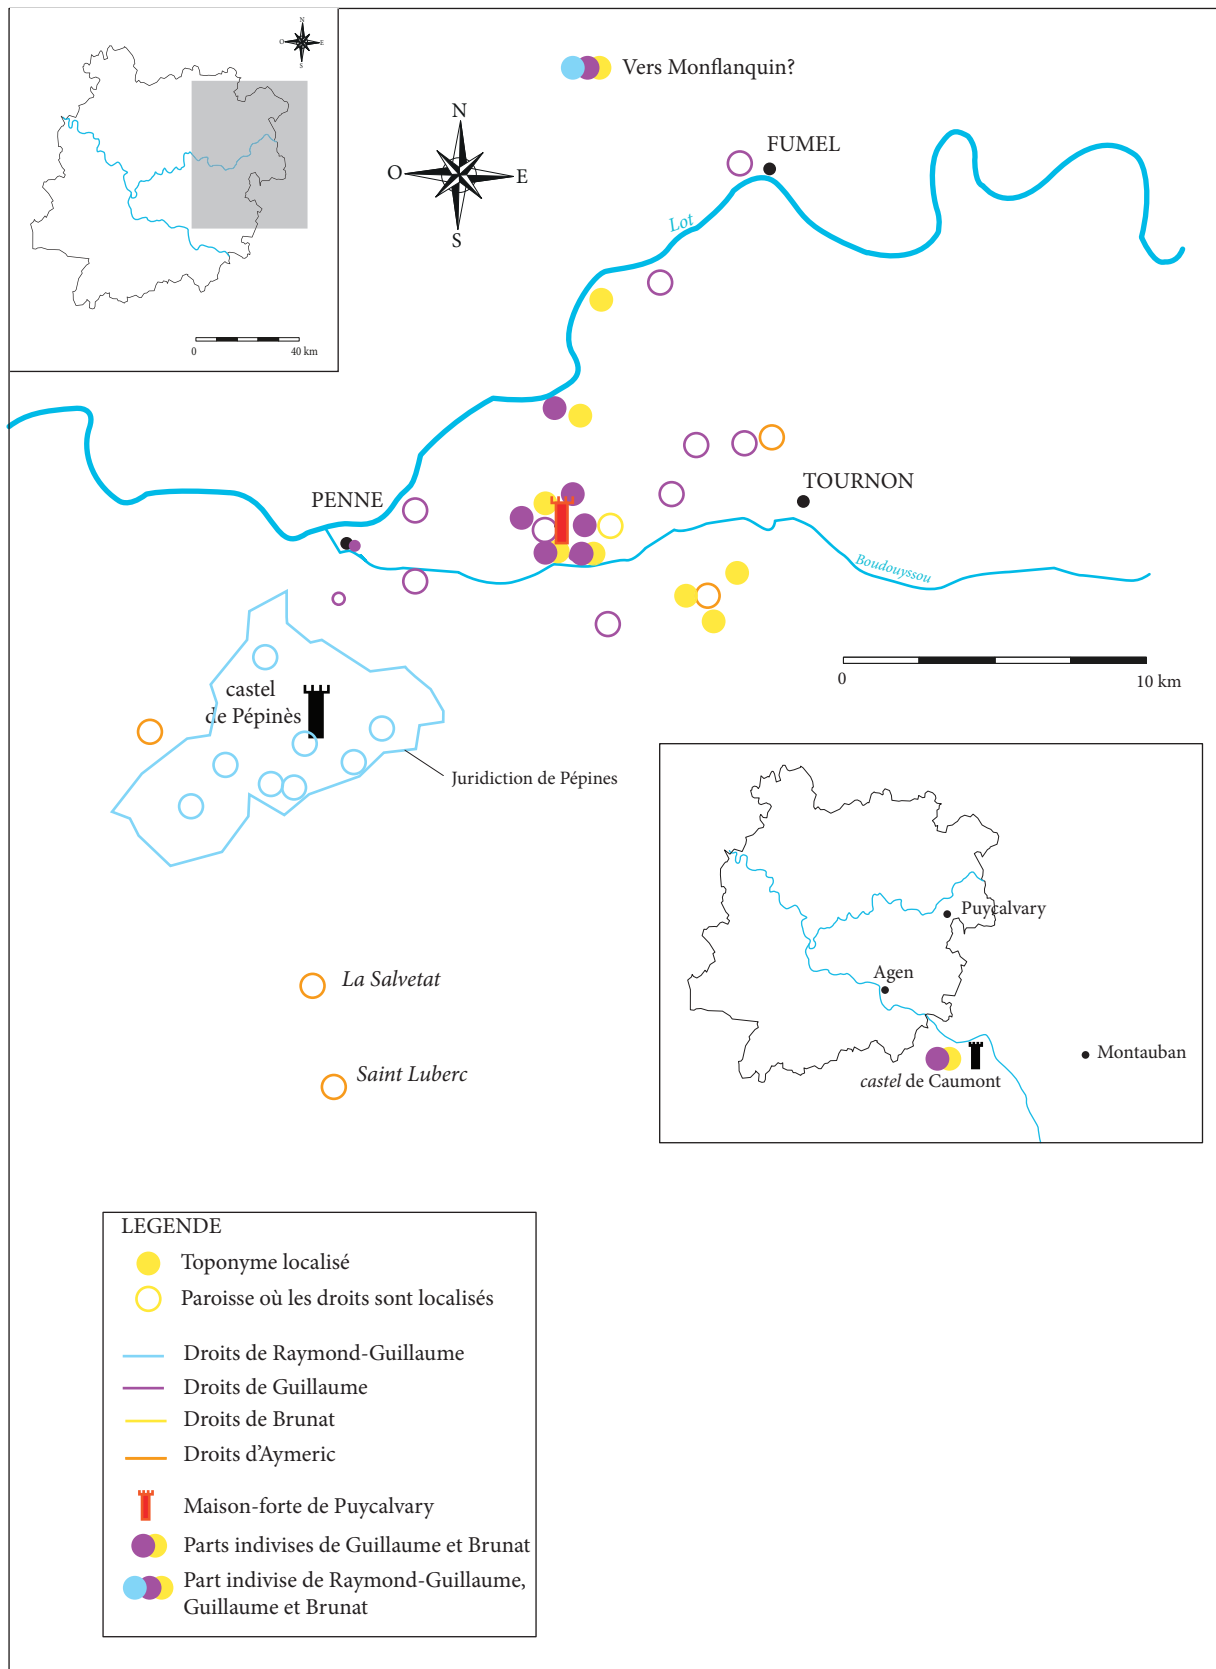 N
O
E
S
0
40 km
Vers Monflanquin?
N
O
E
S
FUMEL
Lot
PENNE
TOURNON
Boudouyssou
0
10 km
castel
de Pépinès
Juridiction de Pépines
La Salvetat
Saint Luberc
Puycalvary
Agen
Montauban
castel de Caumont
LEGENDE
Toponyme localisé
Paroisse où les droits sont localisés
Droits de Raymond-Guillaume
Droits de Guillaume
Droits de Brunat
Droits d'Aymeric
Maison-forte de Puycalvary
Parts indivises de Guillaume et Brunat
Part indivise de Raymond-Guillaume,
Guillaume et Brunat